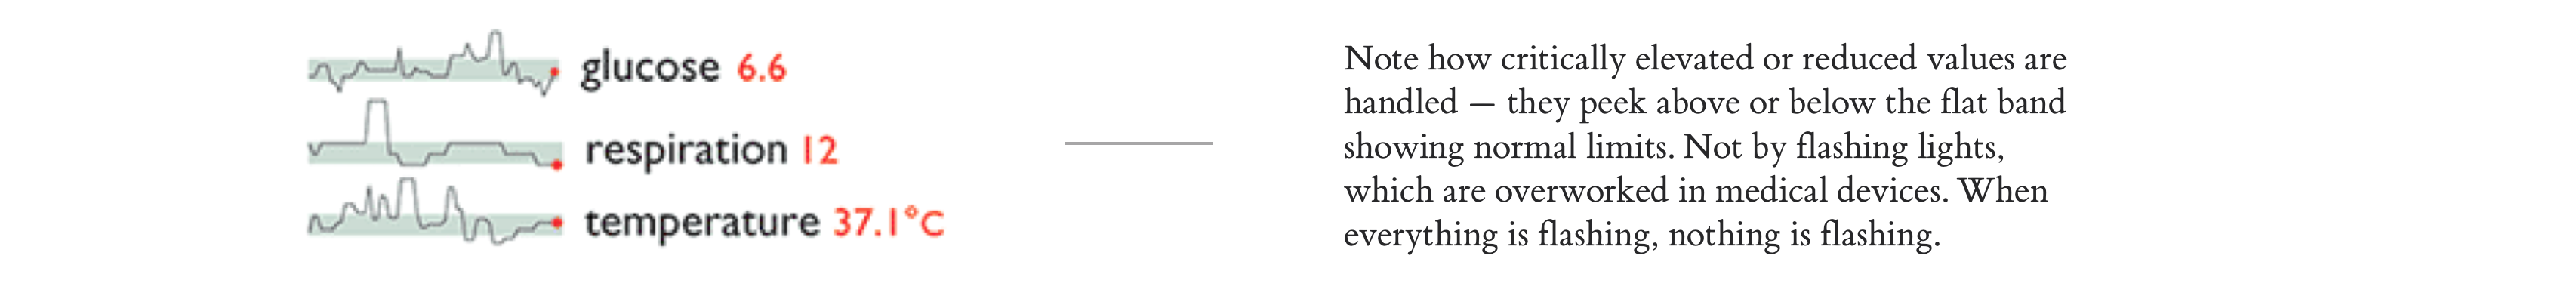 glucose 6.6
respiration 12
temperature 37.1°C
Note how critically elevated or reduced values are
handled — they peek above or below the flat band
showing normal limits. Not by flashing lights,
which are overworked in medical devices. When
everything is flashing, nothing is flashing.